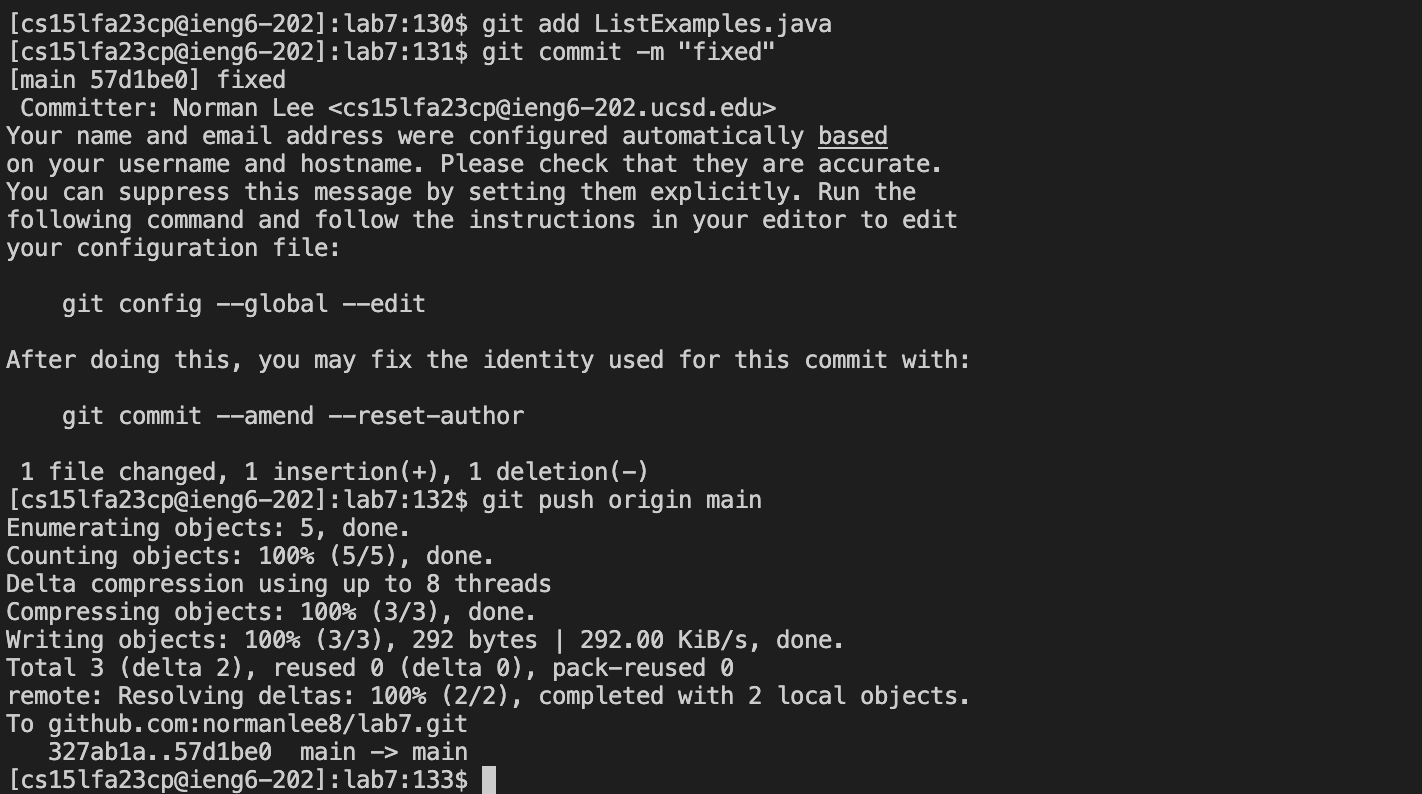 [cs15lfa23cp@ieng6-202]:lab7:130$ git add ListExamples.java
[cs15lfa23cp@ieng6-202]:lab7:131$ git commit -m "fixed"
[main 57d1be0] fixed
 Committer: Norman Lee <cs15lfa23cp@ieng6-202.ucsd.edu>
Your name and email address were configured automatically based
on your username and hostname. Please check that they are accurate.
You can suppress this message by setting them explicitly. Run the
following command and follow the instructions in your editor to edit
your configuration file:

    git config --global --edit

After doing this, you may fix the identity used for this commit with:

    git commit --amend --reset-author

 1 file changed, 1 insertion(+), 1 deletion(-)
[cs15lfa23cp@ieng6-202]:lab7:132$ git push origin main
Enumerating objects: 5, done.
Counting objects: 100% (5/5), done.
Delta compression using up to 8 threads
Compressing objects: 100% (3/3), done.
Writing objects: 100% (3/3), 292 bytes | 292.00 KiB/s, done.
Total 3 (delta 2), reused 0 (delta 0), pack-reused 0
remote: Resolving deltas: 100% (2/2), completed with 2 local objects.
To github.com:normanlee8/lab7.git
   327ab1a..57d1be0  main -> main
[cs15lfa23cp@ieng6-202]:lab7:133$